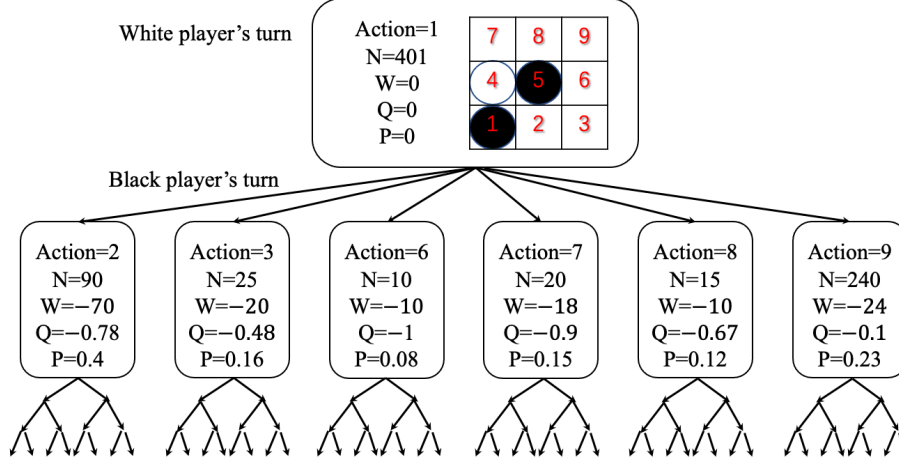 White player's turn
Action=1
N=401
W=0
Q=0
P=0
7 8 9
4 5 6
1 2 3
Black player's turn
Action=2
N=90
W=−70
Q=−0.78
P=0.4
Action=3
N=25
W=−20
Q=−0.48
P=0.16
Action=6
N=10
W=−10
Q=−1
P=0.08
Action=7
N=20
W=−18
Q=−0.9
P=0.15
Action=8
N=15
W=−10
Q=−0.67
P=0.12
Action=9
N=240
W=−24
Q=−0.1
P=0.23